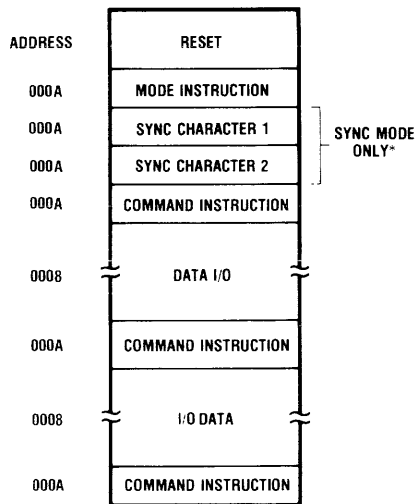 ADDRESS RESET
000A MODE INSTRUCTION
000A SYNC CHARACTER 1
SYNC MODE
ONLY*
000A SYNC CHARACTER 2
000A COMMAND INSTRUCTION
0008 DATA I/O
000A COMMAND INSTRUCTION
0008 I/O DATA
000A COMMAND INSTRUCTION